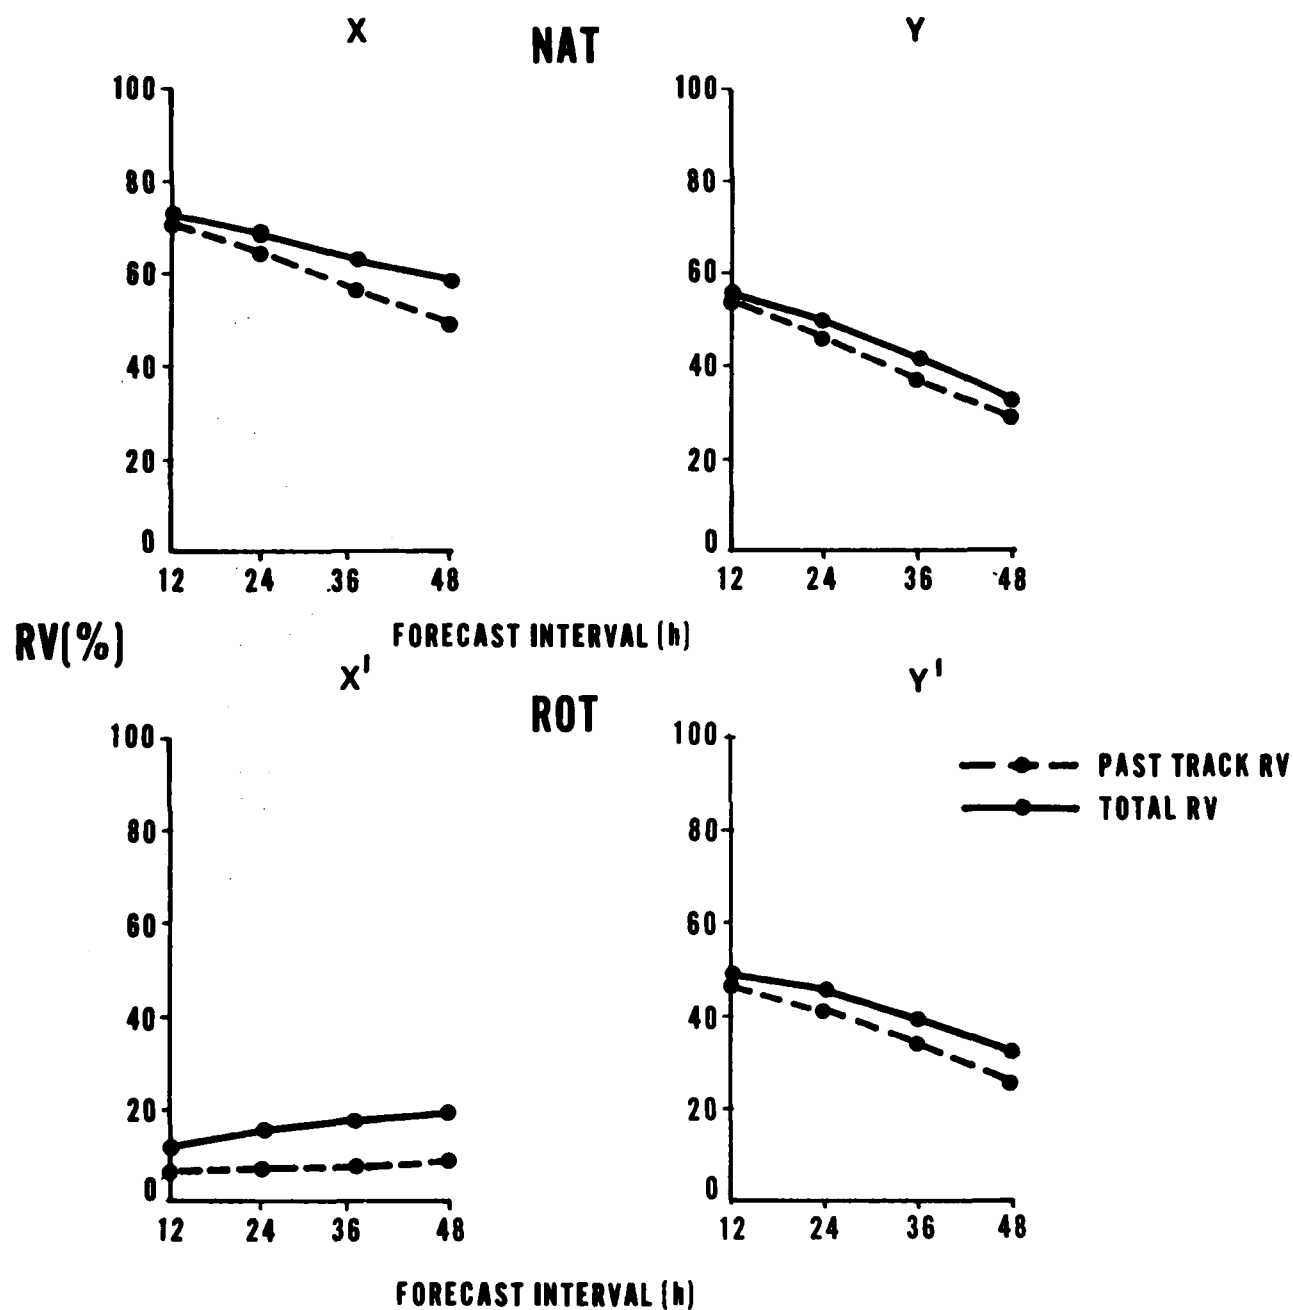 X NAT Y
100 100
80 80
60 60
40 40
20 20
0 0
12 24 36 48 12 24 36 48
RV(%) FORECAST INTERVAL (h)
X' ROT Y'
100 100
PAST TRACK RV
TOTAL RV
80 80
60 60
40 40
20 20
0 0
12 24 36 48 12 24 36 48
FORECAST INTERVAL (h)